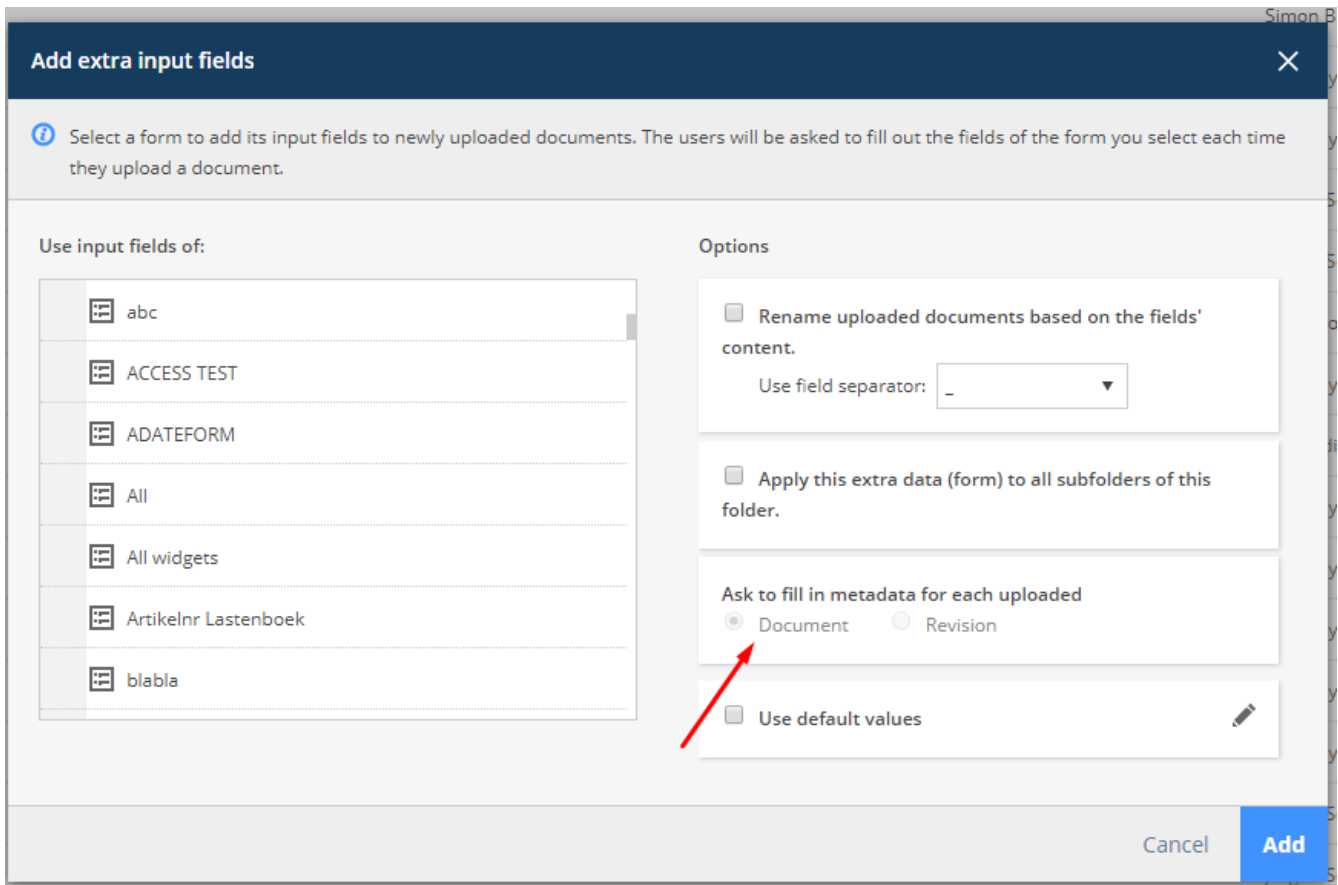 Simon B
Add extra input fields
Select a form to add its input fields to newly uploaded documents. The users will be asked to fill out the fields of the form you select each time
they upload a document.
Use input fields of:
abc
ACCESS TEST
ADATEFORM
All
All widgets
Artikelnr Lastenboek
blabla
Options
Rename uploaded documents based on the fields'
content.
Use field separator: _
Apply this extra data (form) to all subfolders of this
folder.
Ask to fill in metadata for each uploaded
Document Revision
Use default values
Cancel Add